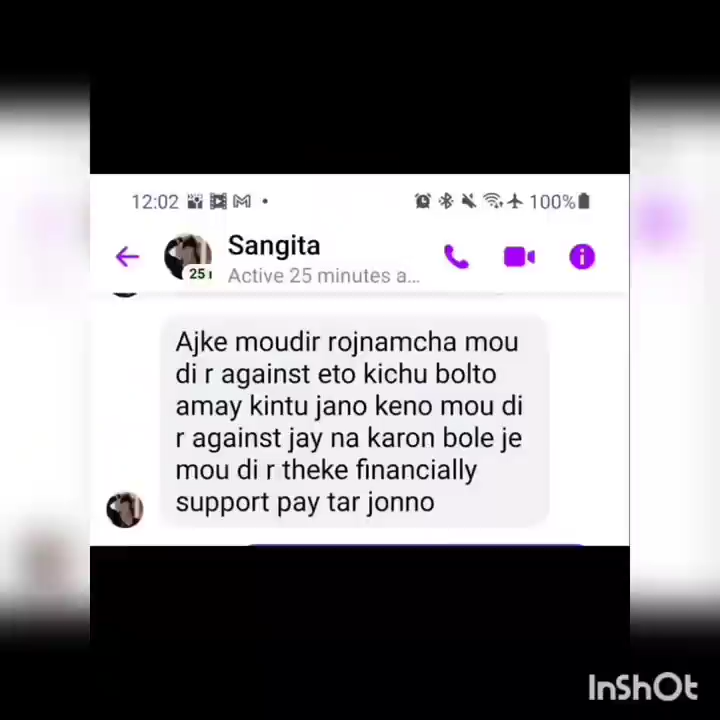 12:02
100%
Sangita
25
Active 25 minutes a...
Ajke moudir rojnamcha mou
di r against eto kichu bolto
amay kintu jano keno mou di
r against jay na karon bole je
mou di r theke financially
support pay tar jonno
InShOt